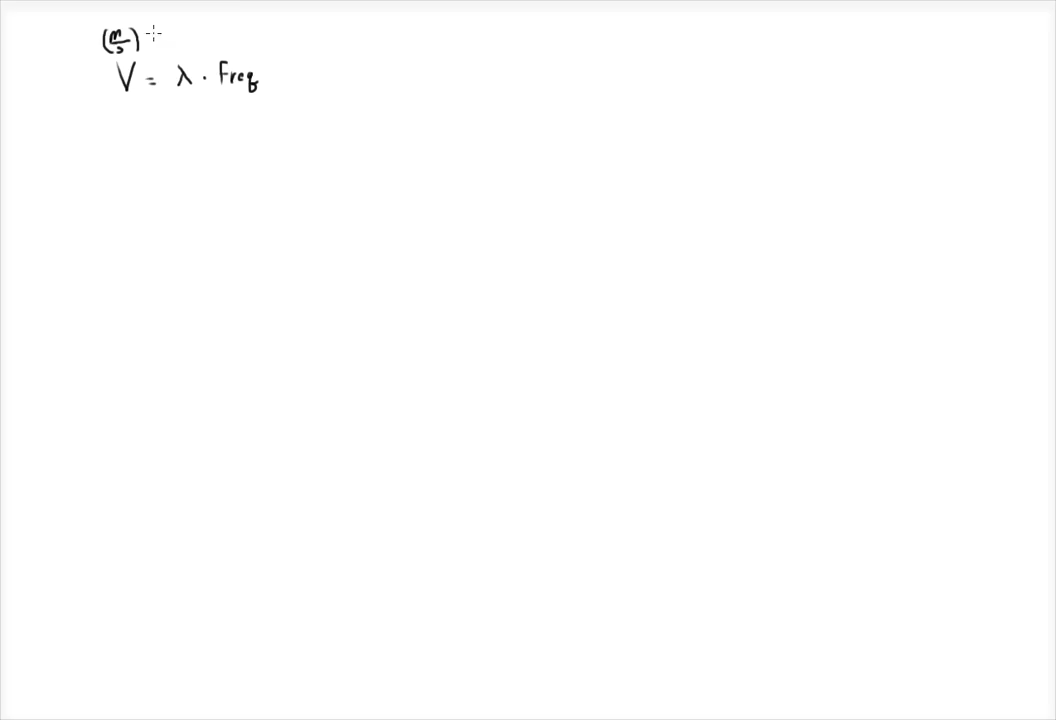 (m/s)
V = λ · Freq